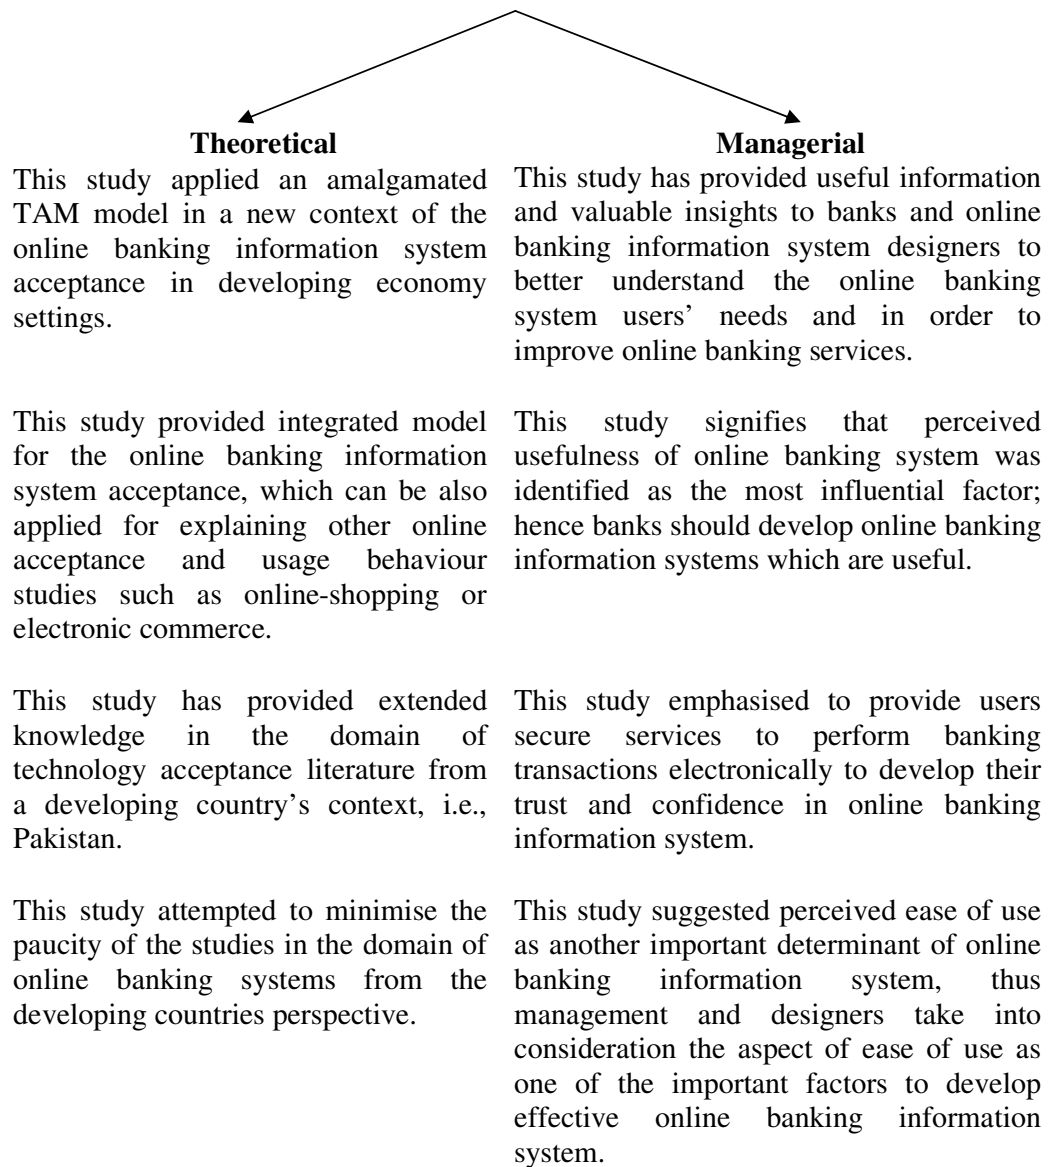 Theoretical
This study applied an amalgamated
TAM model in a new context of the
online banking information system
acceptance in developing economy
settings.
This study provided integrated model
for the online banking information
system acceptance, which can be also
applied for explaining other online
acceptance and usage behaviour
studies such as online-shopping or
electronic commerce.
This study has provided extended
knowledge in the domain of
technology acceptance literature from
a developing country's context, i.e.,
Pakistan.
This study attempted to minimise the
paucity of the studies in the domain of
online banking systems from the
developing countries perspective.
Managerial
This study has provided useful information
and valuable insights to banks and online
banking information system designers to
better understand the online banking
system users' needs and in order to
improve online banking services.
This study signifies that perceived
usefulness of online banking system was
identified as the most influential factor;
hence banks should develop online banking
information systems which are useful.
This study emphasised to provide users
secure services to perform banking
transactions electronically to develop their
trust and confidence in online banking
information system.
This study suggested perceived ease of use
as another important determinant of online
banking information system, thus
management and designers take into
consideration the aspect of ease of use as
one of the important factors to develop
effective online banking information
system.